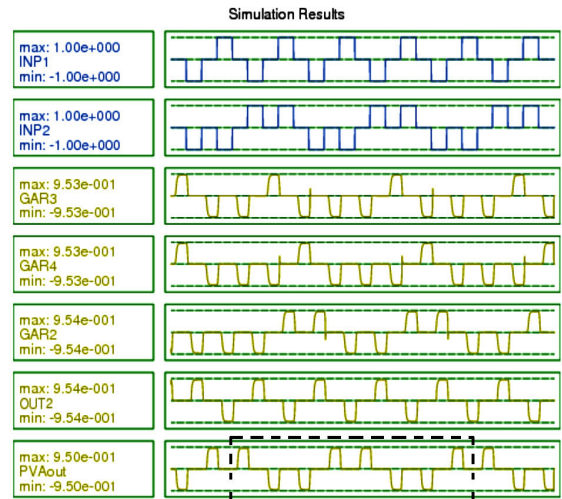 Simulation Results
max: 1.00e+000
INP1
min: -1.00e+000
max: 1.00e+000
INP2
min: -1.00e+000
max: 9.53e-001
GAR3
min: -9.53e-001
max: 9.53e-001
GAR4
min: -9.53e-001
max: 9.54e-001
GAR2
min: -9.54e-001
max: 9.54e-001
OUT2
min: -9.54e-001
max: 9.50e-001
PVAout
min: -9.50e-001